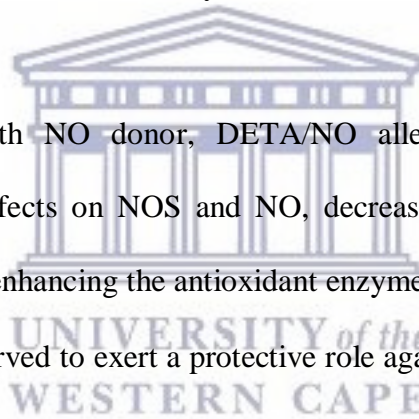 th NO donor, DETA/NO alle
fects on NOS and NO, decreas
enhancing the antioxidant enzyme
UNIVERSITY of the
rved to exert a protective role aga
WESTERN CAPE